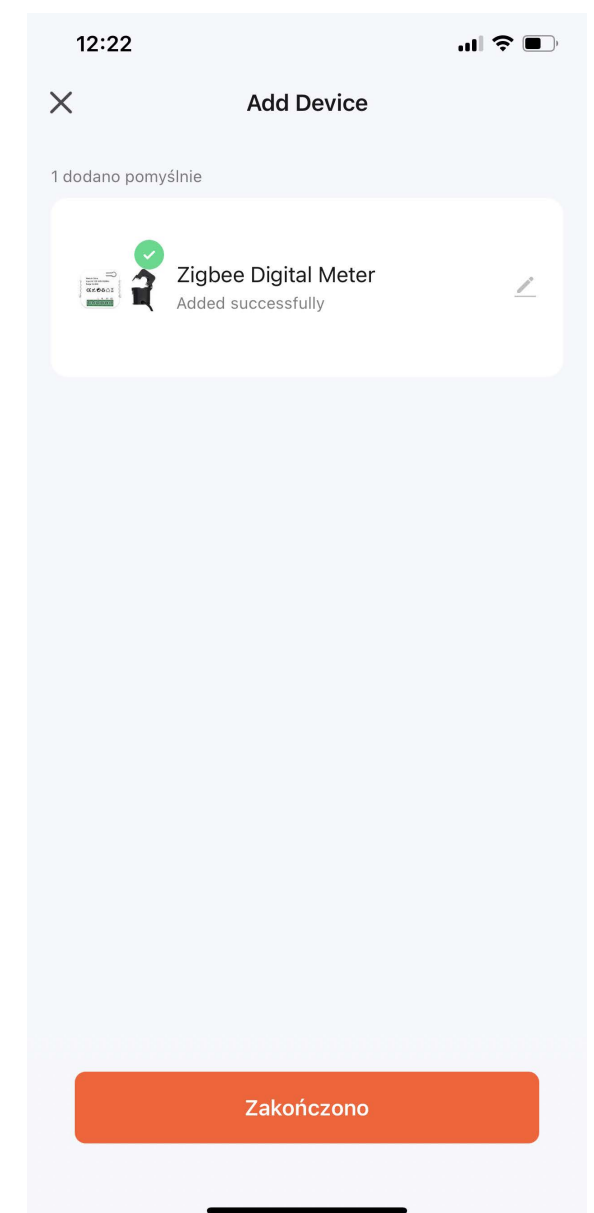 12:22
Add Device
1 dodano pomyślnie
Zigbee Digital Meter
Added successfully
Zakończono